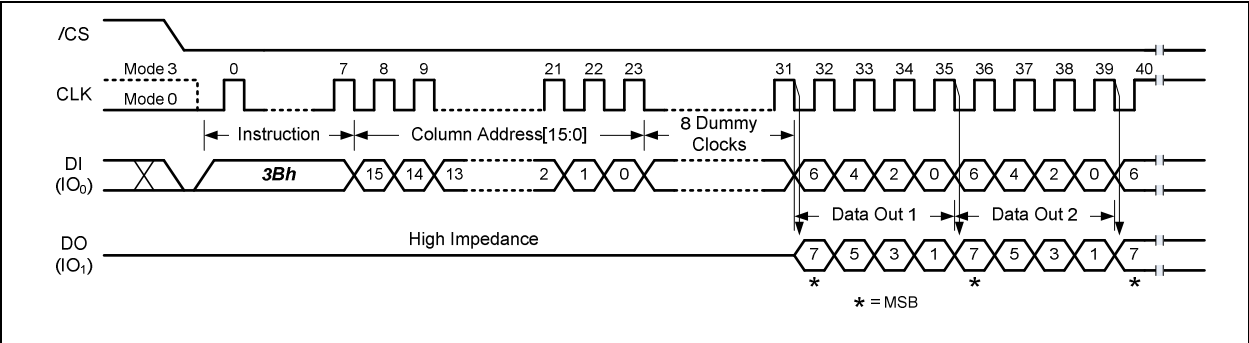 /CS
Mode 3 0 7 8 9 21 22 23 31 32 33 34 35 36 37 38 39 40
CLK
Mode 0
Instruction Column Address[15:0] 8 Dummy
Clocks
DI
(IO0) 3Bh 15 14 13 2 1 0 6 4 2 0 6 4 2 0 6
Data Out 1 Data Out 2
High Impedance
DO
(IO1) 7 5 3 1 7 5 3 1 7
* * *
* = MSB